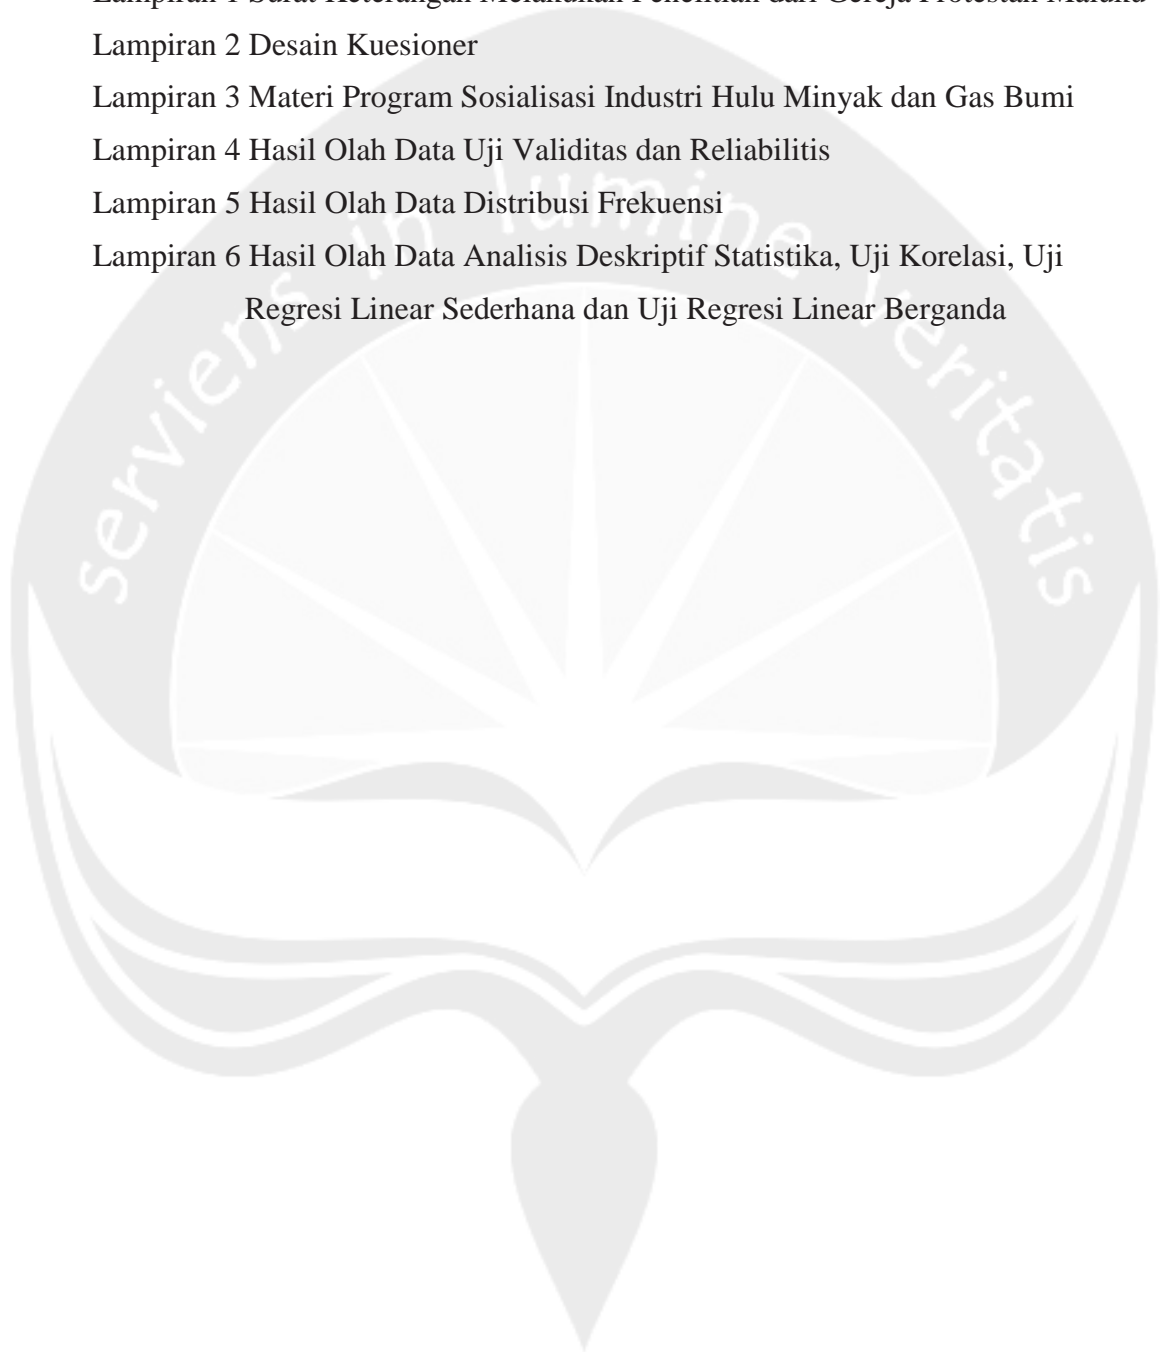 Lampiran 1 Surat Keterangan Melakukan Penelitian dari Gereja Protestan Maluku
Lampiran 2 Desain Kuesioner
Lampiran 3 Materi Program Sosialisasi Industri Hulu Minyak dan Gas Bumi
Lampiran 4 Hasil Olah Data Uji Validitas dan Reliabilitis
Lampiran 5 Hasil Olah Data Distribusi Frekuensi
Lampiran 6 Hasil Olah Data Analisis Deskriptif Statistika, Uji Korelasi, Uji
Regresi Linear Sederhana dan Uji Regresi Linear Berganda
serviens in lumine veritatis